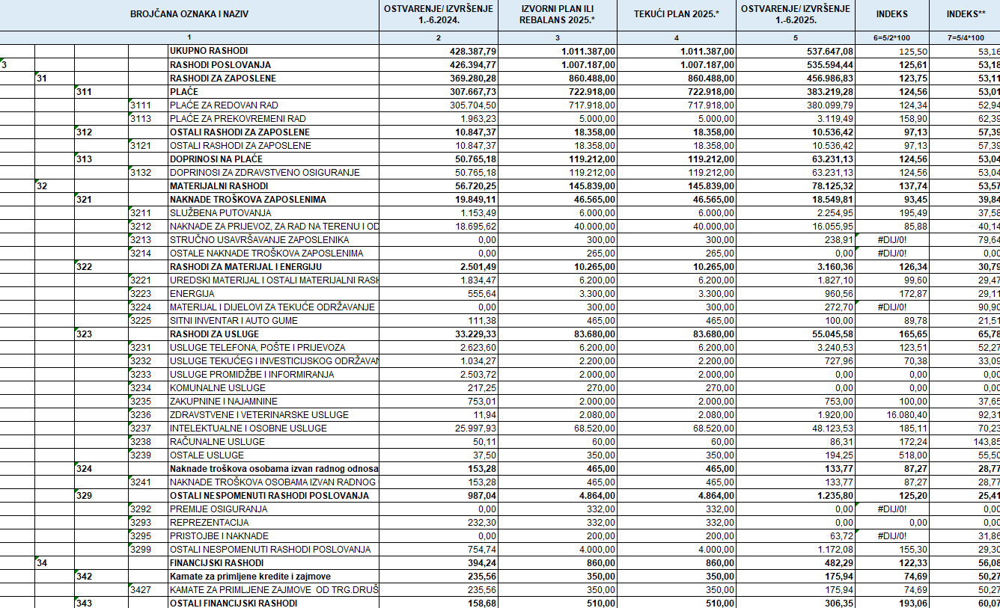 BROJČANA OZNAKA I NAZIV OSTVARENJE/ IZVRŠENJE 1.-6.2024. IZVORNI PLAN ILI REBALANS 2025.* TEKUĆI PLAN 2025.* OSTVARENJE/ IZVRŠENJE 1.-6.2025. INDEKS INDEKS**
1 2 3 4 5 6=5/2*100 7=5/4*100
UKUPNO RASHODI 428.387,79 1.011.387,00 1.011.387,00 537.647,08 125,50 53,16
3 RASHODI POSLOVANJA 426.394,77 1.007.187,00 1.007.187,00 535.594,44 125,61 53,18
31 RASHODI ZA ZAPOSLENE 369.280,28 860.488,00 860.488,00 456.986,83 123,75 53,11
311 PLAĆE 307.667,73 722.918,00 722.918,00 383.219,28 124,56 53,01
3111 PLAĆE ZA REDOVAN RAD 305.704,50 717.918,00 717.918,00 380.099,79 124,34 52,94
3113 PLAĆE ZA PREKOVREMENI RAD 1.963,23 5.000,00 5.000,00 3.119,49 158,90 62,39
312 OSTALI RASHODI ZA ZAPOSLENE 10.847,37 18.358,00 18.358,00 10.536,42 97,13 57,39
3121 OSTALI RASHODI ZA ZAPOSLENE 10.847,37 18.358,00 18.358,00 10.536,42 97,13 57,39
313 DOPRINOSI NA PLAĆE 50.765,18 119.212,00 119.212,00 63.231,13 124,56 53,04
3132 DOPRINOSI ZA ZDRAVSTVENO OSIGURANJE 50.765,18 119.212,00 119.212,00 63.231,13 124,56 53,04
32 MATERIJALNI RASHODI 56.720,25 145.839,00 145.839,00 78.125,32 137,74 53,57
321 NAKNADE TROŠKOVA ZAPOSLENIMA 19.849,11 46.565,00 46.565,00 18.549,81 93,45 39,84
3211 SLUŽBENA PUTOVANJA 1.153,49 6.000,00 6.000,00 2.254,95 195,49 37,58
3212 NAKNADE ZA PRIJEVOZ, ZA RAD NA TERENU I OD 18.695,62 40.000,00 40.000,00 16.055,95 85,88 40,14
3213 STRUČNO USAVRŠAVANJE ZAPOSLENIKA 0,00 300,00 300,00 238,91 #DIJ/0! 79,64
3214 OSTALE NAKNADE TROŠKOVA ZAPOSLENIMA 0,00 265,00 265,00 0,00 #DIJ/0! 0,00
322 RASHODI ZA MATERIJAL I ENERGIJU 2.501,49 10.265,00 10.265,00 3.160,36 126,34 30,79
3221 UREDSKI MATERIJAL I OSTALI MATERIJALNI RASH 1.834,47 6.200,00 6.200,00 1.827,10 99,60 29,47
3223 ENERGIJA 555,64 3.300,00 3.300,00 960,56 172,87 29,11
3224 MATERIJAL I DIJELOVI ZA TEKUĆE ODRŽAVANJE 0,00 300,00 300,00 272,70 #DIJ/0! 90,90
3225 SITNI INVENTAR I AUTO GUME 111,38 465,00 465,00 100,00 89,78 21,51
323 RASHODI ZA USLUGE 33.229,33 83.680,00 83.680,00 55.045,58 165,65 65,78
3231 USLUGE TELEFONA, POŠTE I PRIJEVOZA 2.623,60 6.200,00 6.200,00 3.240,53 123,51 52,27
3232 USLUGE TEKUĆEG I INVESTICIJSKOG ODRŽAVAN 1.034,27 2.200,00 2.200,00 727,96 70,38 33,09
3233 USLUGE PROMIDŽBE I INFORMIRANJA 2.503,72 2.000,00 2.000,00 0,00 0,00 0,00
3234 KOMUNALNE USLUGE 217,25 270,00 270,00 0,00 0,00 0,00
3235 ZAKUPNINE I NAJAMNINE 753,01 2.000,00 2.000,00 753,00 100,00 37,65
3236 ZDRAVSTVENE I VETERINARSKE USLUGE 11,94 2.080,00 2.080,00 1.920,00 16.080,40 92,31
3237 INTELEKTUALNE I OSOBNE USLUGE 25.997,93 68.520,00 68.520,00 48.123,53 185,11 70,23
3238 RAČUNALNE USLUGE 50,11 60,00 60,00 86,31 172,24 143,85
3239 OSTALE USLUGE 37,50 350,00 350,00 194,25 518,00 55,50
324 Naknade troškova osobama izvan radnog odnosa 153,28 465,00 465,00 133,77 87,27 28,77
3241 NAKNADE TROŠKOVA OSOBAMA IZVAN RADNOG 153,28 465,00 465,00 133,77 87,27 28,77
329 OSTALI NESPOMENUTI RASHODI POSLOVANJA 987,04 4.864,00 4.864,00 1.235,80 125,20 25,41
3292 PREMIJE OSIGURANJA 0,00 332,00 332,00 0,00 #DIJ/0! 0,00
3293 REPREZENTACIJA 232,30 332,00 332,00 0,00 0,00 0,00
3295 PRISTOJBE I NAKNADE 0,00 200,00 200,00 63,72 #DIJ/0! 31,86
3299 OSTALI NESPOMENUTI RASHODI POSLOVANJA 754,74 4.000,00 4.000,00 1.172,08 155,30 29,30
34 FINANCIJSKI RASHODI 394,24 860,00 860,00 482,29 122,33 56,08
342 Kamate za primljene kredite i zajmove 235,56 350,00 350,00 175,94 74,69 50,27
3427 KAMATE ZA PRIMLJENE ZAJMOVE OD TRG.DRUŠ 235,56 350,00 350,00 175,94 74,69 50,27
343 OSTALI FINANCIJSKI RASHODI 158,68 510,00 510,00 306,35 193,06 60,07